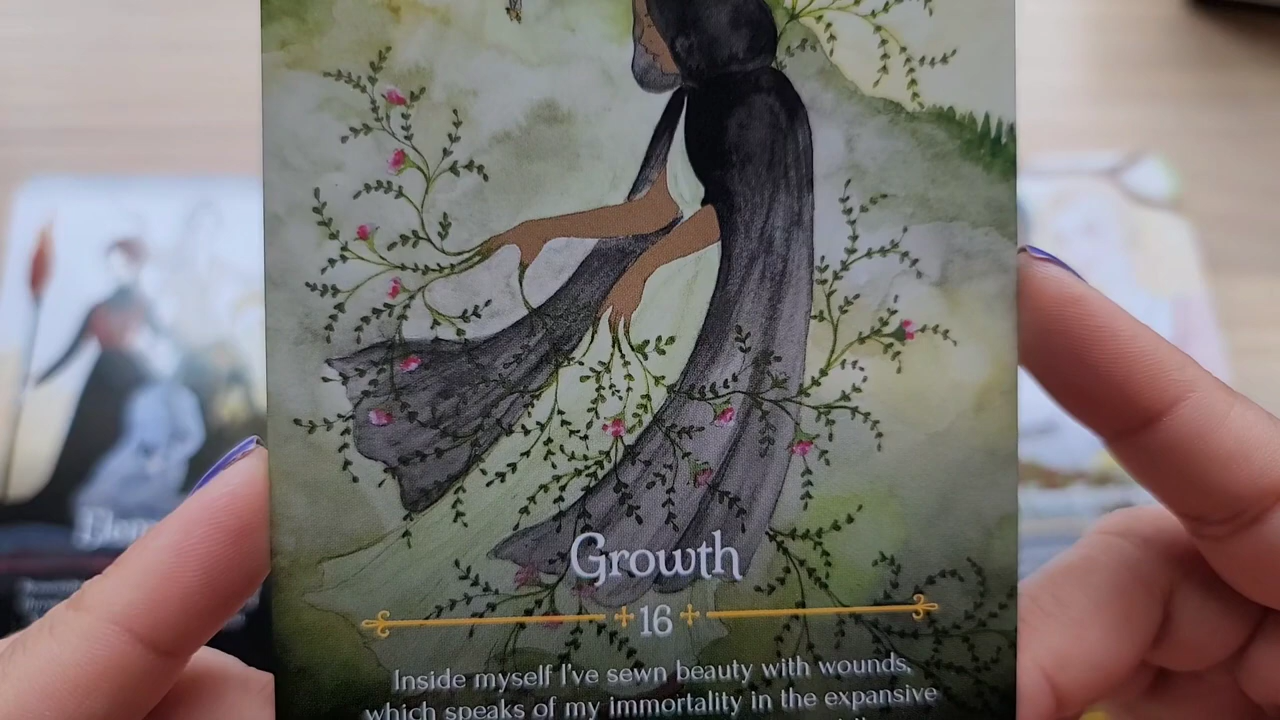 Growth
16
Inside myself I've sewn beauty with wounds,
which speaks of my immortality in the expansive